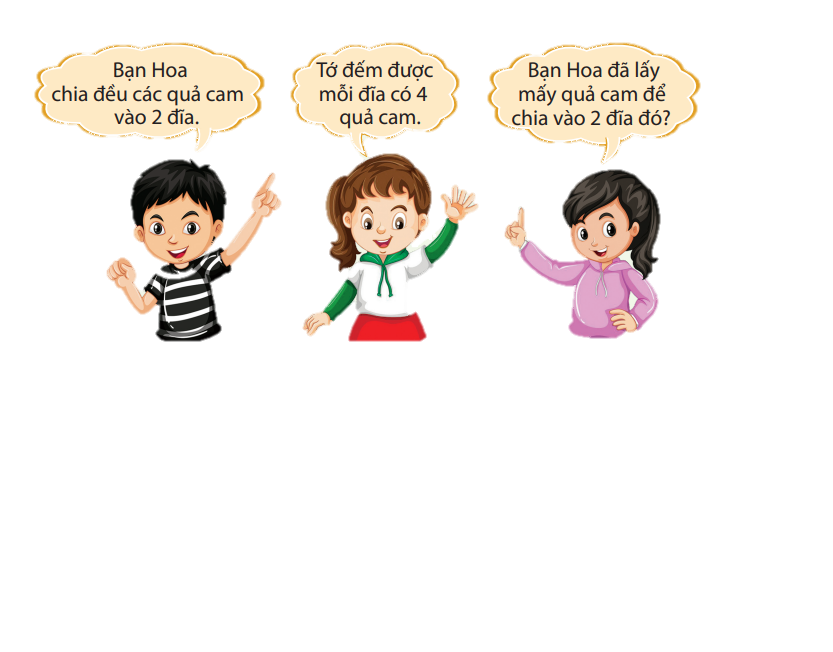 Bạn Hoa
chia đều các quả cam
vào 2 đĩa.
Tớ đếm được
mỗi đĩa có 4
quả cam.
Bạn Hoa đã lấy
mấy quả cam để
chia vào 2 đĩa đó?